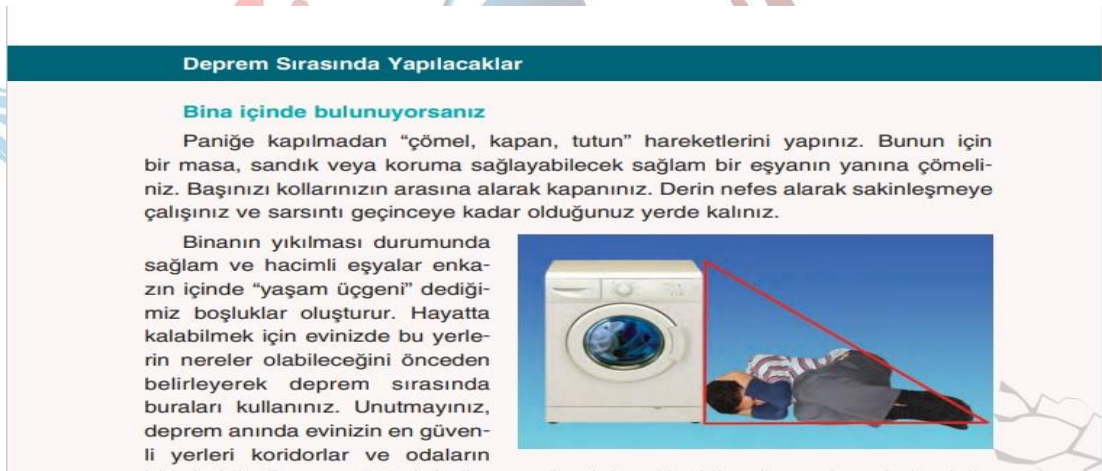 Deprem Sırasında Yapılacaklar
Bina içinde bulunuyorsanız
Paniğe kapılmadan “çömel, kapan, tutun” hareketlerini yapınız. Bunun için
bir masa, sandık veya koruma sağlayabilecek sağlam bir eşyanın yanına çömeli-
niz. Başınızı kollarınızın arasına alarak kapanınız. Derin nefes alarak sakinleşmeye
çalışınız ve sarsıntı geçinceye kadar olduğunuz yerde kalınız.
Binanın yıkılması durumunda
sağlam ve hacimli eşyalar enka-
zın içinde “yaşam üçgeni” dediği-
miz boşluklar oluşturur. Hayatta
kalabilmek için evinizde bu yerle-
rin nereler olabileceğini önceden
belirleyerek deprem sırasında
buraları kullanınız. Unutmayınız,
deprem anında evinizin en güven-
li yerleri koridorlar ve odaların